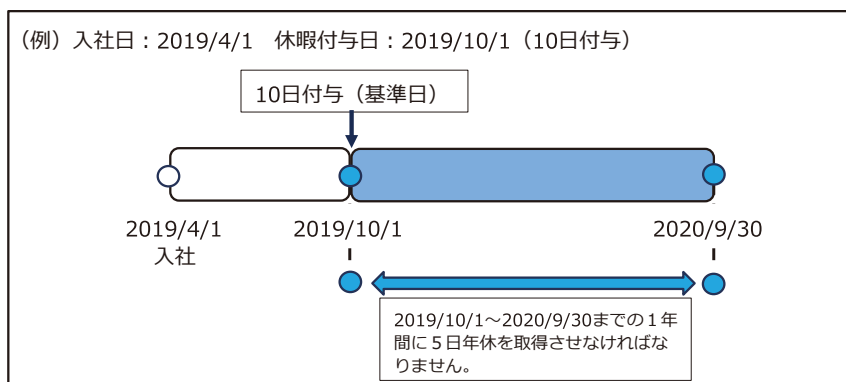 （例）入社日：2019/4/1　休暇付与日：2019/10/1（10日付与）
10日付与（基準日）
2019/4/1
入社
2019/10/1
2020/9/30
2019/10/1～2020/9/30までの１年
間に５日年休を取得させなければな
りません。